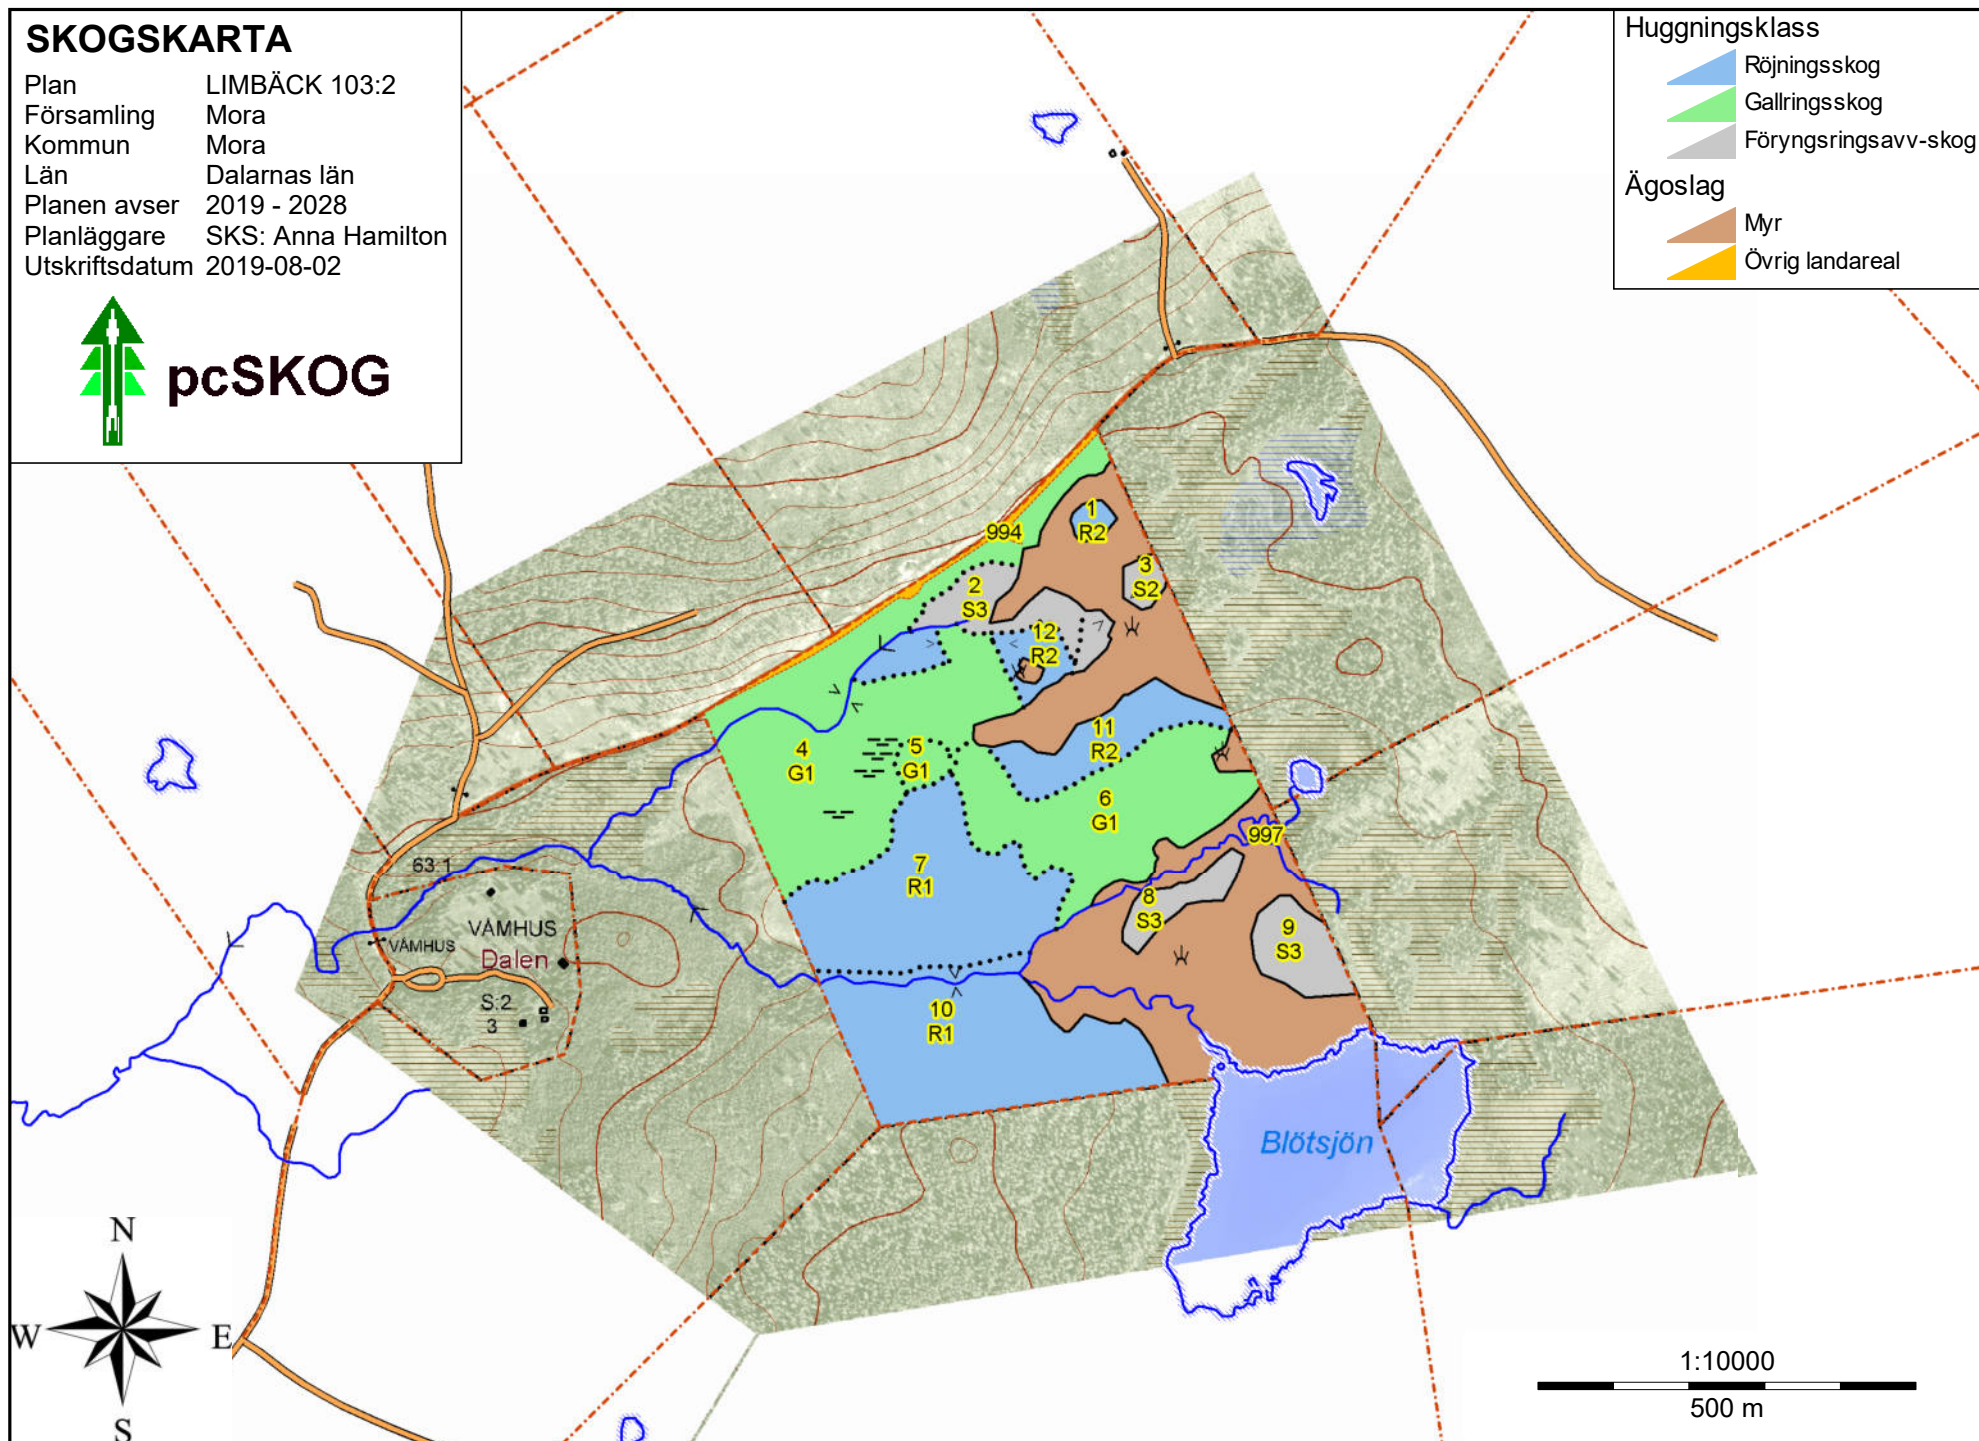 SKOGSKARTA
Plan LIMBÄCK 103:2
Församling Mora
Kommun Mora
Län Dalarnas län
Planen avser 2019 - 2028
Planläggare SKS: Anna Hamilton
Utskriftsdatum 2019-08-02
pcSKOG
Huggningsklass
Röjningsskog
Gallringsskog
Föryngsringsavv-skog
Ägoslag
Myr
Övrig landareal
994
1
R2
2
S3
3
S2
12
R2
4
G1
5
G1
11
R2
6
G1
997
7
R1
8
S3
9
S3
10
R1
63:1
VÅMHUS
VÅMHUS
Dalen
S:2
3
Blötsjön
N
W E
S
1:10000
500 m